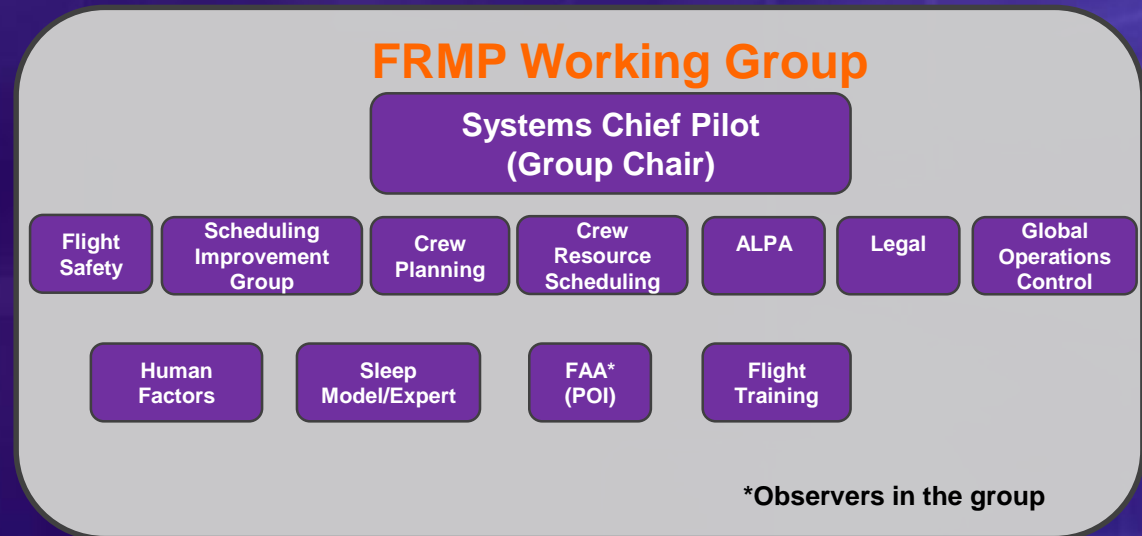 FRMP Working Group
Systems Chief Pilot
(Group Chair)
Flight
Safety
Scheduling
Improvement
Group
Crew
Planning
Crew
Resource
Scheduling
ALPA
Legal
Global
Operations
Control
Human
Factors
Sleep
Model/Expert
FAA*
(POI)
Flight
Training
*Observers in the group